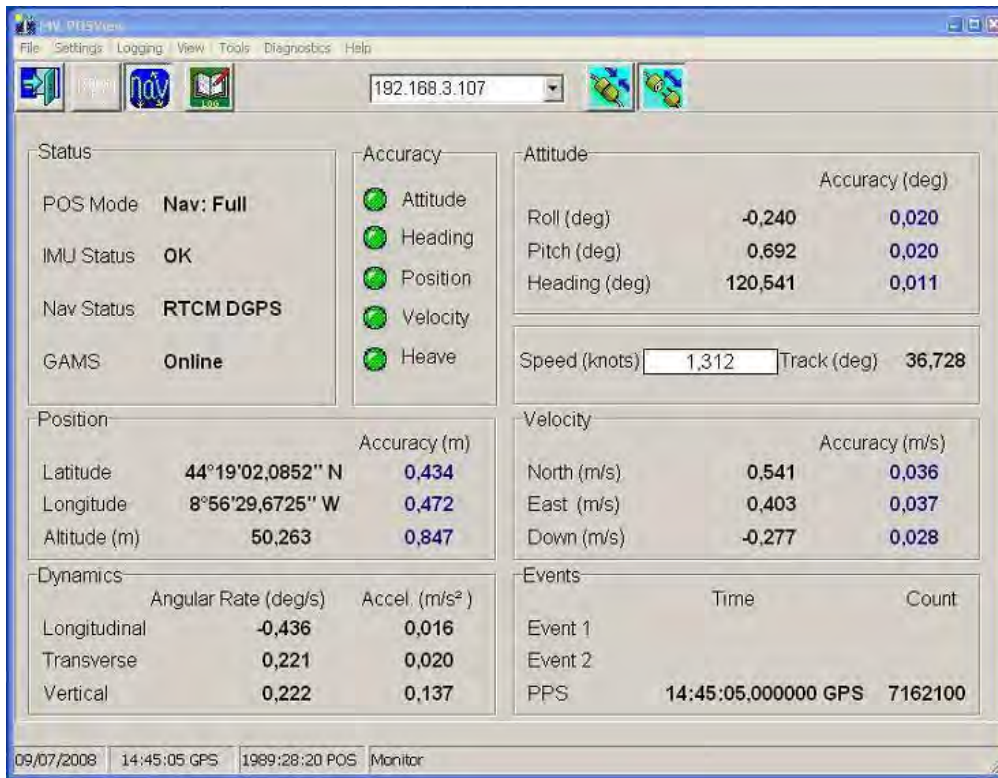 MV POSView
File Settings Logging View Tools Diagnostics Help
nav LOG 192.168.3.107
Status
POS Mode Nav: Full
IMU Status OK
Nav Status RTCM DGPS
GAMS Online
Accuracy
Attitude
Heading
Position
Velocity
Heave
Attitude
Accuracy (deg)
Roll (deg) -0,240 0,020
Pitch (deg) 0,692 0,020
Heading (deg) 120,541 0,011
Speed (knots) 1,312 Track (deg) 36,728
Position
Accuracy (m)
Latitude 44°19'02,0852" N 0,434
Longitude 8°56'29,6725" W 0,472
Altitude (m) 50,263 0,847
Velocity
Accuracy (m/s)
North (m/s) 0,541 0,036
East (m/s) 0,403 0,037
Down (m/s) -0,277 0,028
Dynamics
Angular Rate (deg/s) Accel. (m/s²)
Longitudinal -0,436 0,016
Transverse 0,221 0,020
Vertical 0,222 0,137
Events
Time Count
Event 1
Event 2
PPS 14:45:05.000000 GPS 7162100
09/07/2008 14:45:05 GPS 1989:28:20 POS Monitor